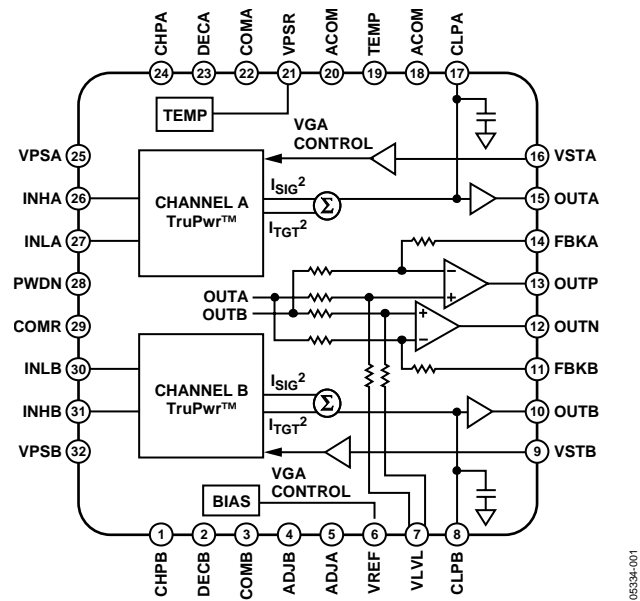 CHPA
DECA
COMA
VPSR
ACOM
TEMP
ACOM
CLPA
24
23
22
21
20
19
18
17
TEMP
VGA
CONTROL
VPSA 25
16 VSTA
INHA 26
CHANNEL A
TruPwr™
ISIG²
Σ
15 OUTA
INLA 27
ITGT²
14 FBKA
PWDN 28
13 OUTP
−
+
OUTA
OUTB
COMR 29
12 OUTN
+
−
INLB 30
11 FBKB
CHANNEL B
TruPwr™
ISIG²
Σ
INHB 31
10 OUTB
ITGT²
VPSB 32
9 VSTB
VGA
CONTROL
BIAS
1
2
3
4
5
6
7
8
CHPB
DECB
COMB
ADJB
ADJA
VREF
VLVL
CLPB
05334-001